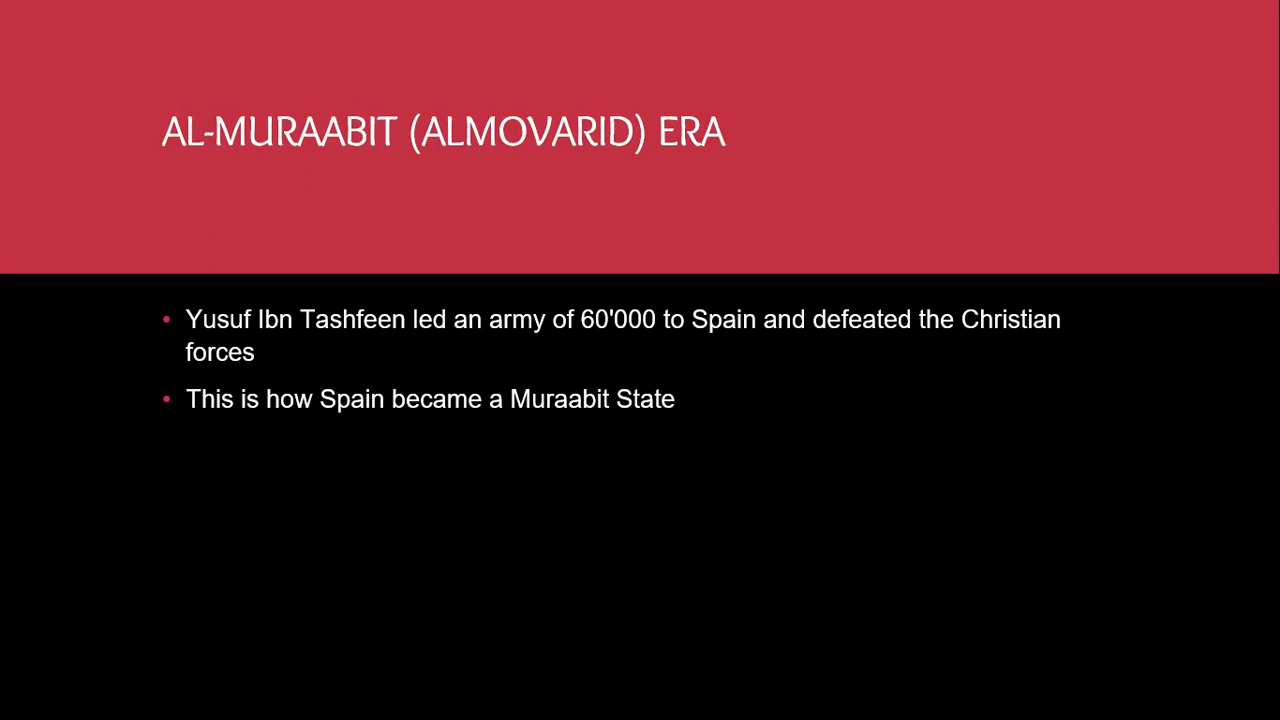 AL-MURAABIT (ALMOVARID) ERA
• Yusuf Ibn Tashfeen led an army of 60'000 to Spain and defeated the Christian
forces
• This is how Spain became a Muraabit State